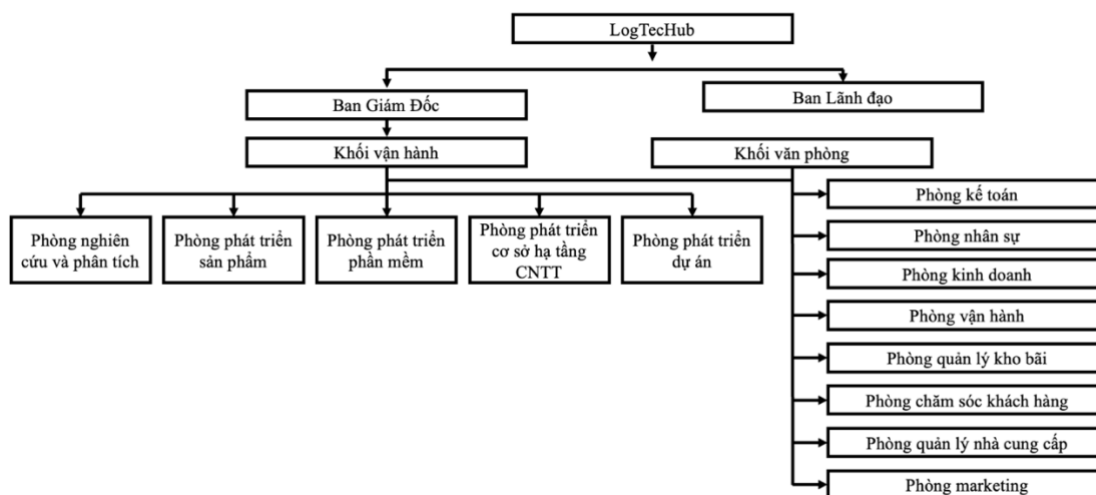 LogTecHub
Ban Giám Đốc
Ban Lãnh đạo
Khối vận hành
Khối văn phòng
Phòng nghiên
cứu và phân tích
Phòng phát triển
sản phẩm
Phòng phát triển
phần mềm
Phòng phát triển
cơ sở hạ tầng
CNTT
Phòng phát triển
dự án
Phòng kế toán
Phòng nhân sự
Phòng kinh doanh
Phòng vận hành
Phòng quản lý kho bãi
Phòng chăm sóc khách hàng
Phòng quản lý nhà cung cấp
Phòng marketing